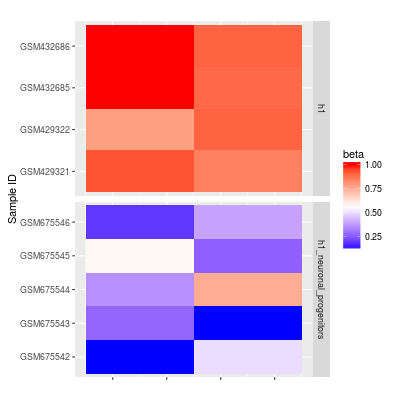 Sample ID
GSM432686
GSM432685
GSM429322
GSM429321
h1
GSM675546
GSM675545
GSM675544
GSM675543
GSM675542
h1_neuronal_progenitors
beta
1.00
0.75
0.50
0.25